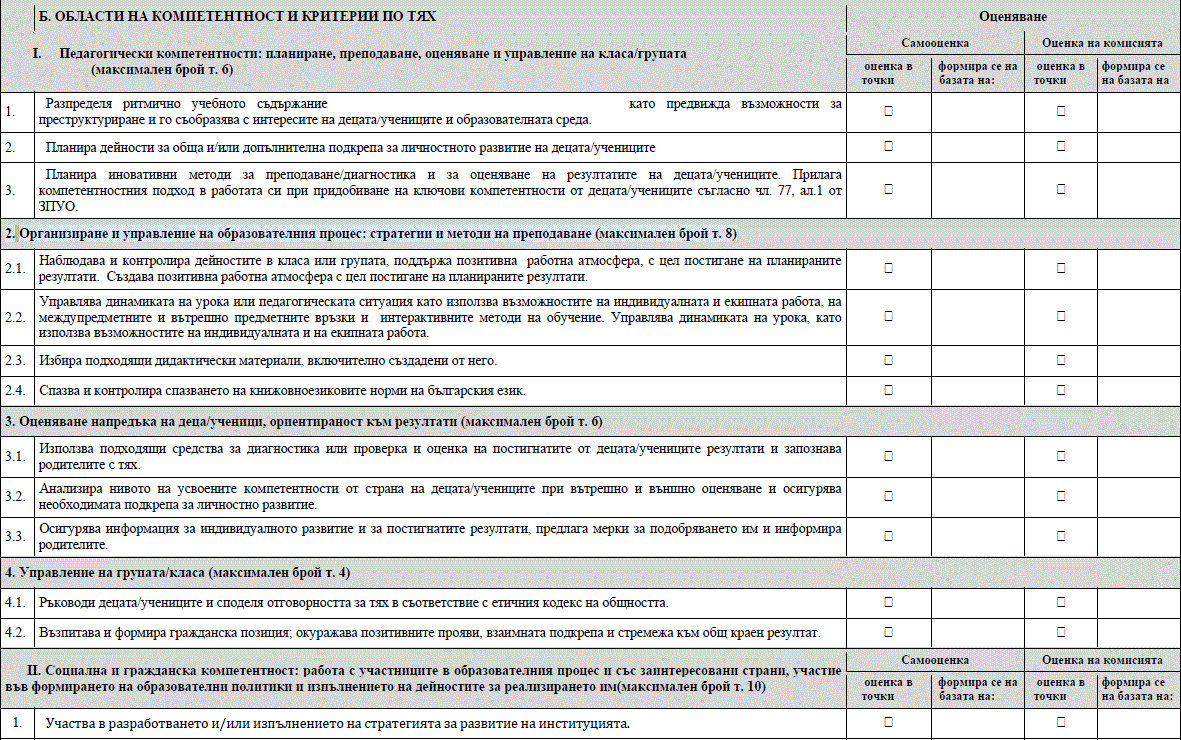 Б. ОБЛАСТИ НА КОМПЕТЕНТНОСТ И КРИТЕРИИ ПО ТЯХ
Оценяване
I. Педагогически компетентности: планиране, преподаване, оценяване и управление на класа/групата
(максимален брой т. 6)
Самооценка
Оценка на комисията
оценка в точки
формира се на базата на:
оценка в точки
формира се на базата на
1. Разпределя ритмично учебното съдържание като предвижда възможности за
преструктуриране и го съобразява с интересите на децата/учениците и образователната среда.
□ □
2. Планира дейности за обща и/или допълнителна подкрепа за личностното развитие на децата/учениците
□ □
3. Планира иновативни методи за преподаване/диагностика и за оценяване на резултатите на децата/учениците. Прилага
компетентностния подход в работата си при придобиване на ключови компетентности от децата/учениците съгласно чл. 77, ал.1 от
ЗПУО.
□ □
2. Организиране и управление на образователния процес: стратегии и методи на преподаване (максимален брой т. 8)
2.1. Наблюдава и контролира дейностите в класа или групата, поддържа позитивна работна атмосфера, с цел постигане на планираните
резултати. Създава позитивна работна атмосфера с цел постигане на планираните резултати.
□ □
2.2. Управлява динамиката на урока или педагогическата ситуация като използва възможностите на индивидуалната и екипната работа, на
междупредметните и вътрешно предметните връзки и интерактивните методи на обучение. Управлява динамиката на урока, като
използва възможностите на индивидуалната и на екипната работа.
□ □
2.3. Избира подходящи дидактически материали, включително създадени от него.
□ □
2.4. Спазва и контролира спазването на книжовноезиковите норми на българския език.
□ □
3. Оценяване напредъка на деца/ученици, ориентираност към резултати (максимален брой т. 6)
3.1. Използва подходящи средства за диагностика или проверка и оценка на постигнатите от децата/учениците резултати и запознава
родителите с тях.
□ □
3.2. Анализира нивото на усвоените компетентности от страна на децата/учениците при вътрешно и външно оценяване и осигурява
необходимата подкрепа за личностно развитие.
□ □
3.3. Осигурява информация за индивидуалното развитие и за постигнатите резултати, предлага мерки за подобряването им и информира
родителите.
□ □
4. Управление на групата/класа (максимален брой т. 4)
4.1. Ръководи децата/учениците и споделя отговорността за тях в съответствие с етичния кодекс на общността.
□ □
4.2. Възпитава и формира гражданска позиция; окуражава позитивните прояви, взаимната подкрепа и стремежа към общ краен резултат.
□ □
II. Социална и гражданска компетентност: работа с участниците в образователния процес и със заинтересовани страни, участие
във формирането на образователни политики и изпълнението на дейностите за реализирането им(максимален брой т. 10)
Самооценка
Оценка на комисията
оценка в точки
формира се на базата на:
оценка в точки
формира се на базата на:
1. Участва в разработването и/или изпълнението на стратегията за развитие на институцията.
□ □